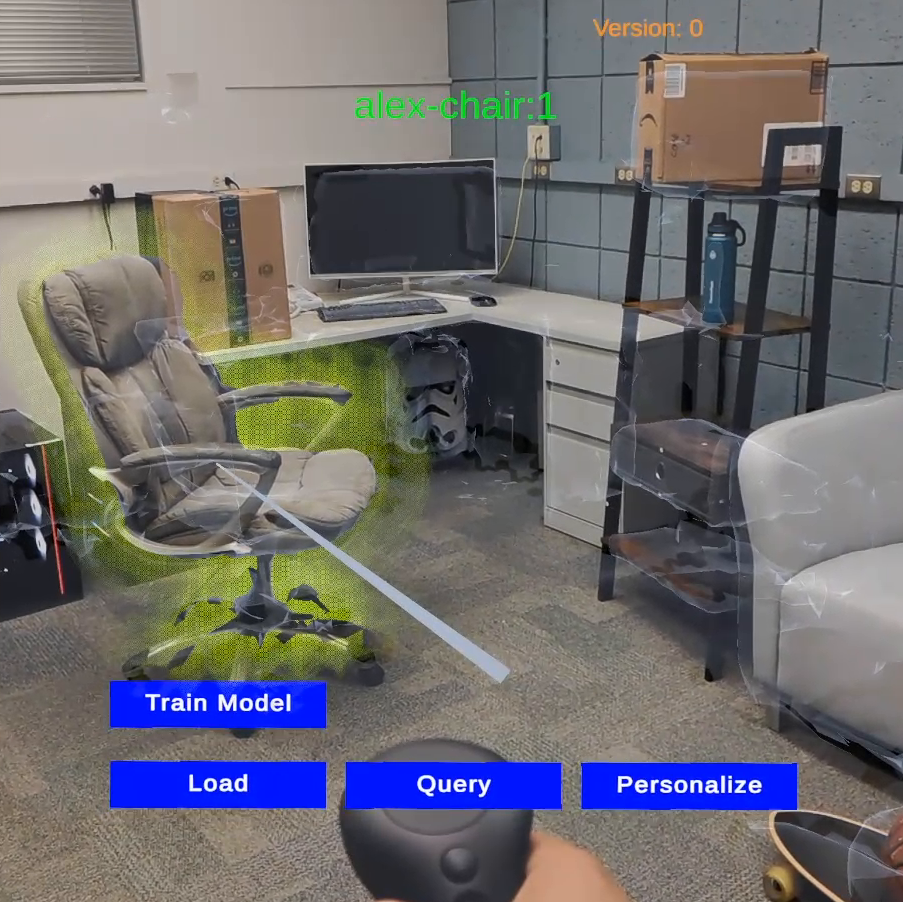 Version: 0
alex-chair:1
Train Model
Load
Query
Personalize